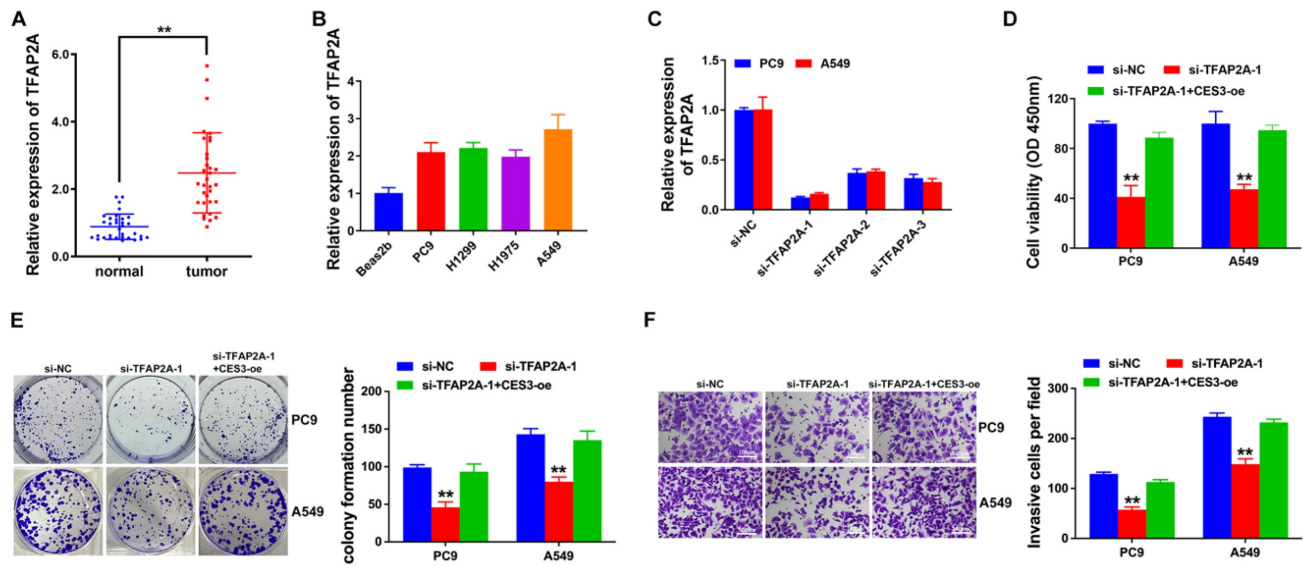 A
Relative expression of TFAP2A
6.0
4.0
2.0
0.0
**
normal
tumor
B
Relative expression of TFAP2A
4
3
2
1
0
Beas2b
PC9
H1299
H1975
A549
C
Relative expression
of TFAP2A
1.5
1.0
0.5
0.0
PC9
A549
si-NC
si-TFAP2A-1
si-TFAP2A-2
si-TFAP2A-3
D
si-NC
si-TFAP2A-1
si-TFAP2A-1+CES3-oe
Cell viability (OD 450nm)
120
80
40
0
**
**
PC9
A549
E
si-NC
si-TFAP2A-1
si-TFAP2A-1
+CES3-oe
PC9
A549
si-NC
si-TFAP2A-1
si-TFAP2A-1+CES3-oe
colony formation number
200
150
100
50
0
**
**
PC9
A549
F
si-NC
si-TFAP2A-1
si-TFAP2A-1+CES3-oe
PC9
A549
si-NC
si-TFAP2A-1
si-TFAP2A-1+CES3-oe
Invasive cells per field
300
200
100
0
**
**
PC9
A549